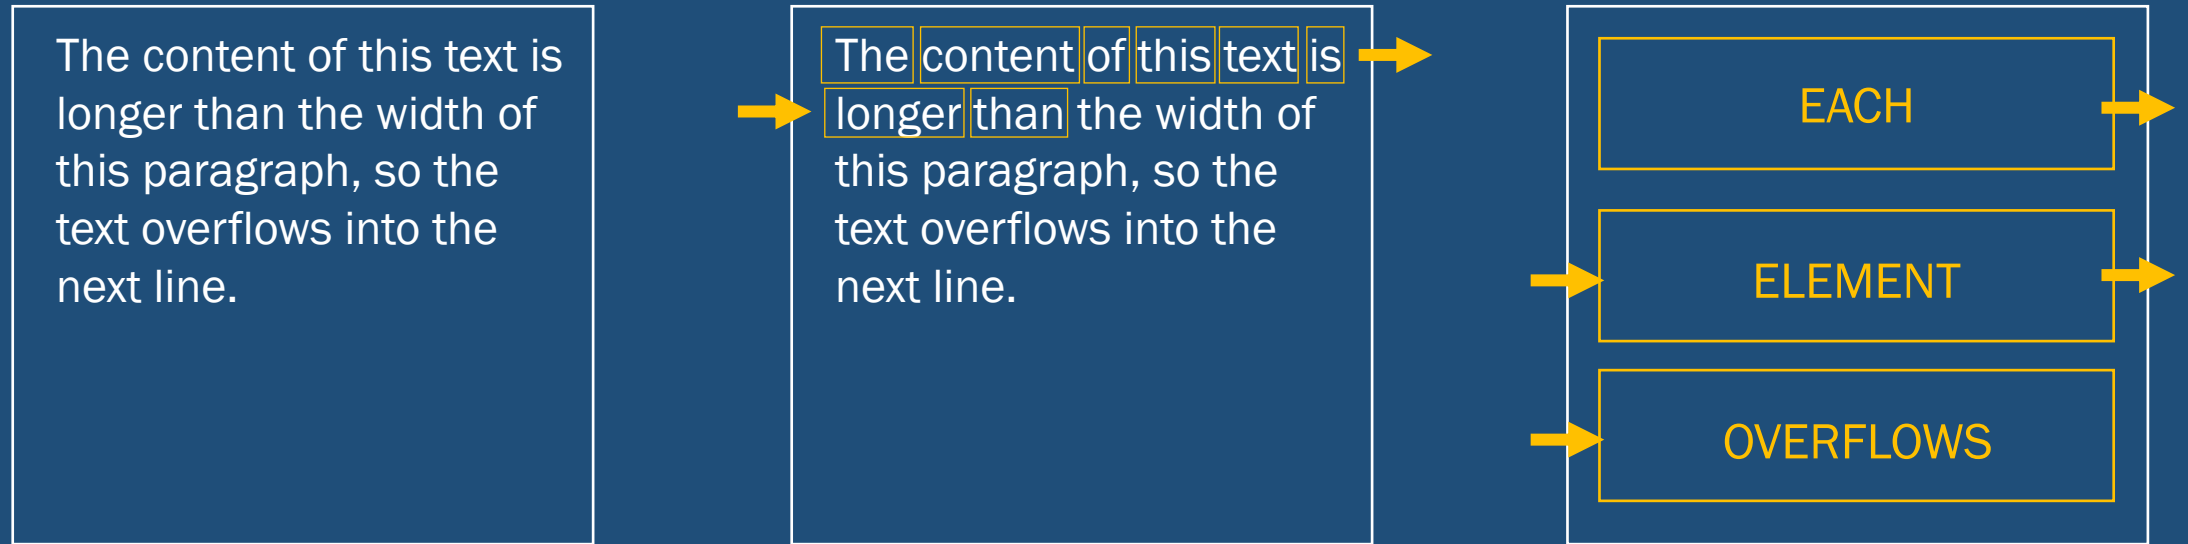 The content of this text is
longer than the width of
this paragraph, so the
text overflows into the
next line.
The content of this text is
longer than the width of
this paragraph, so the
text overflows into the
next line.
EACH
ELEMENT
OVERFLOWS